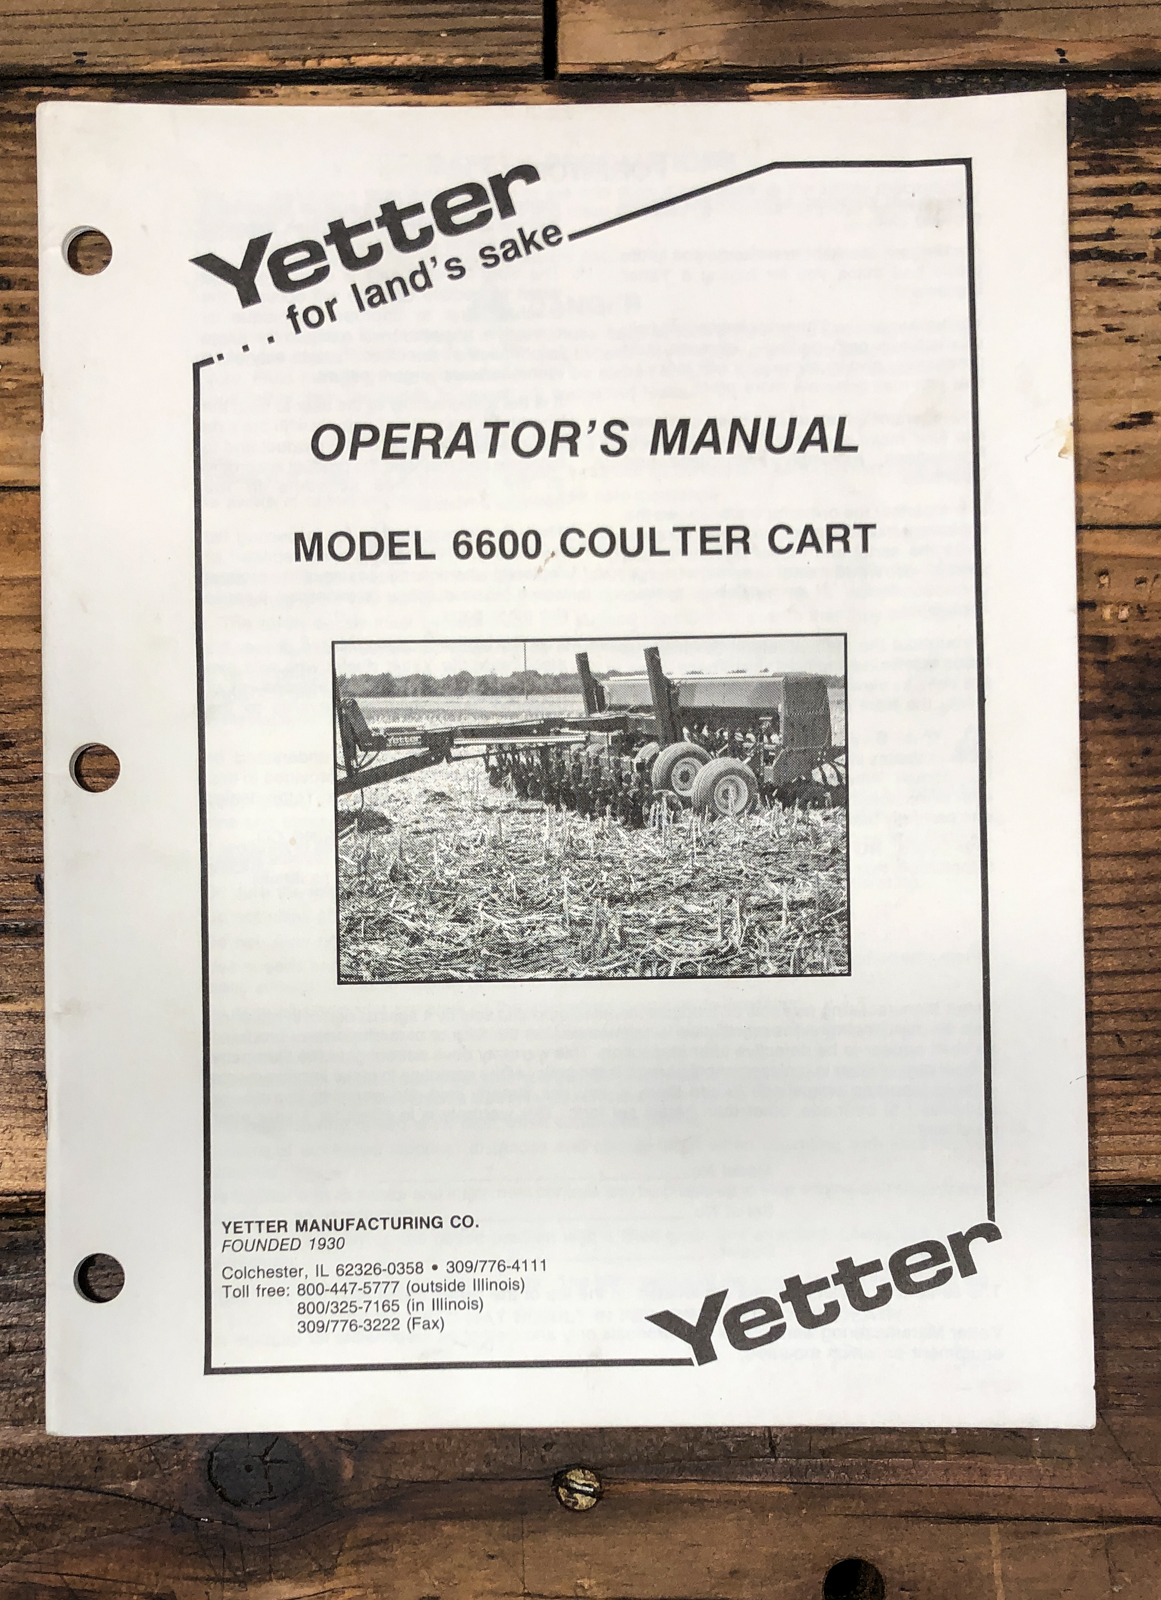 Yetter
. . . for land's sake
OPERATOR'S MANUAL
MODEL 6600 COULTER CART
Yetter
YETTER MANUFACTURING CO.
FOUNDED 1930
Colchester, IL 62326-0358 • 309/776-4111
Toll free: 800-447-5777 (outside Illinois)
800/325-7165 (in Illinois)
309/776-3222 (Fax)
Yetter